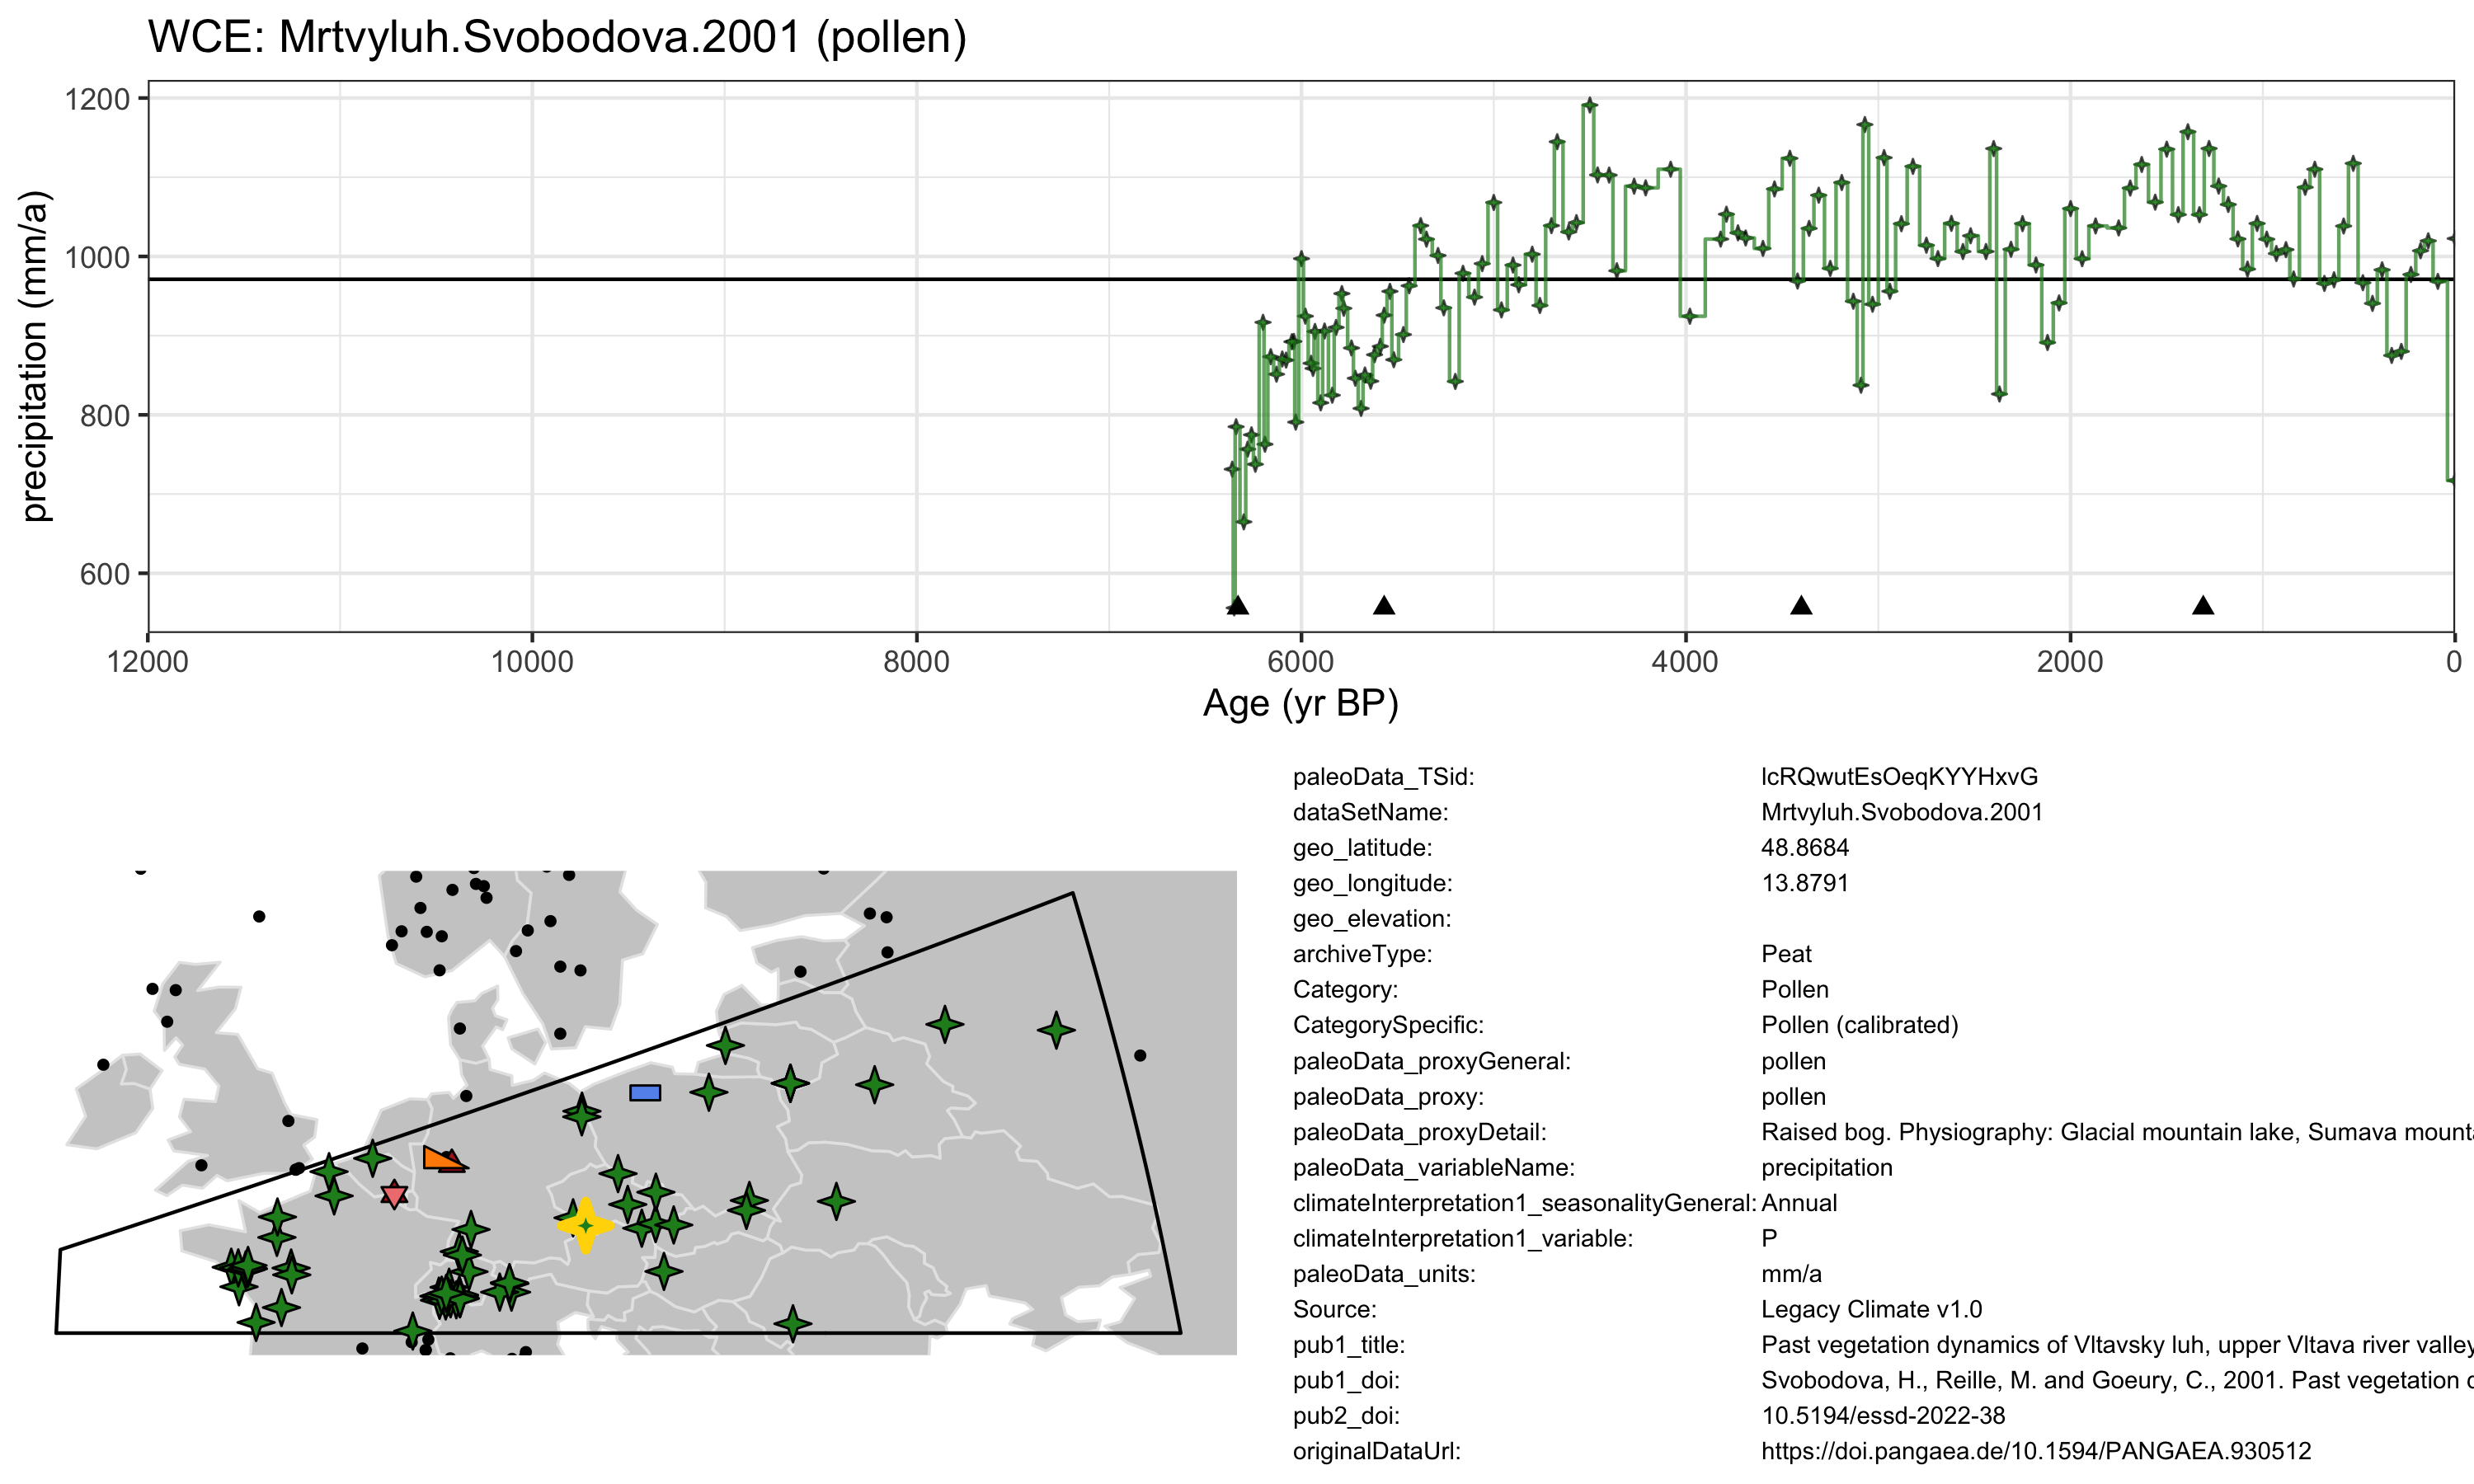 WCE: Mrtvyluh.Svobodova.2001 (pollen)
precipitation (mm/a)
1200
1000
800
600
12000 10000 8000 6000 4000 2000 0
Age (yr BP)
paleoData_TSid: lcRQwutEsOeqKYYHxvG
dataSetName: Mrtvyluh.Svobodova.2001
geo_latitude: 48.8684
geo_longitude: 13.8791
geo_elevation:
archiveType: Peat
Category: Pollen
CategorySpecific: Pollen (calibrated)
paleoData_proxyGeneral: pollen
paleoData_proxy: pollen
paleoData_proxyDetail: Raised bog. Physiography: Glacial mountain lake, Sumava mount
paleoData_variableName: precipitation
climateInterpretation1_seasonalityGeneral: Annual
climateInterpretation1_variable: P
paleoData_units: mm/a
Source: Legacy Climate v1.0
pub1_title: Past vegetation dynamics of Vltavsky luh, upper Vltava river valley
pub1_doi: Svobodova, H., Reille, M. and Goeury, C., 2001. Past vegetation
pub2_doi: 10.5194/essd-2022-38
originalDataUrl: https://doi.pangaea.de/10.1594/PANGAEA.930512